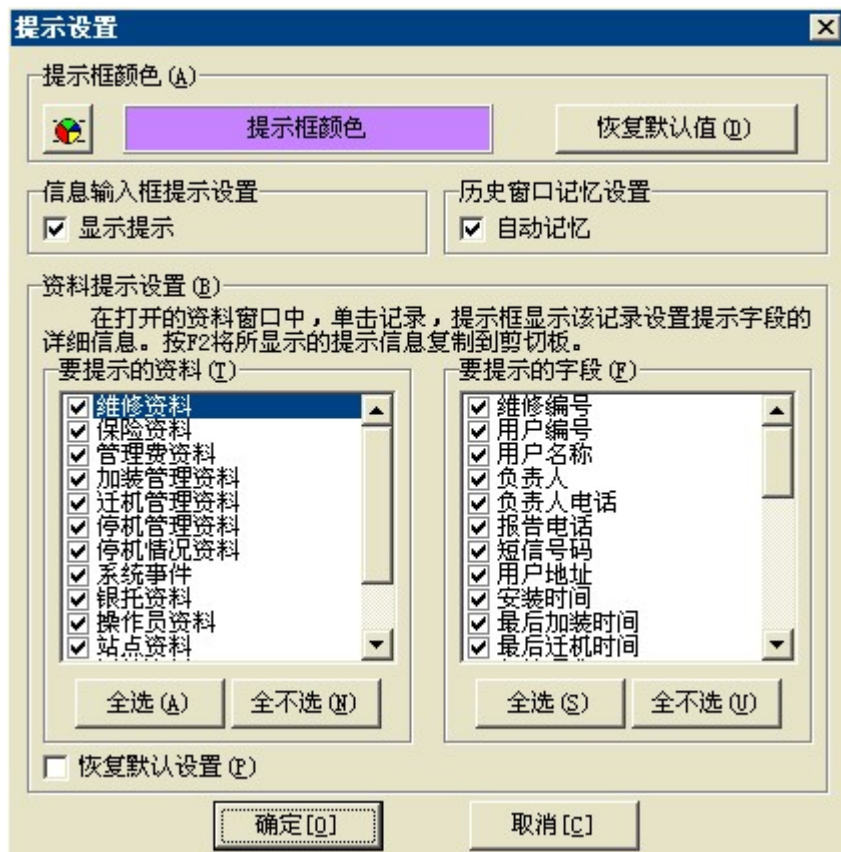 提示设置
提示框颜色(A)
提示框颜色
恢复默认值(D)
信息输入框提示设置
历史窗口记忆设置
显示提示
自动记忆
资料提示设置(B)
在打开的资料窗口中，单击记录，提示框显示该记录设置提示字段的
详细信息。按F2将所显示的提示信息复制到剪切板。
要提示的资料(T)
维修资料
保险资料
管理费资料
加装管理资料
迁机管理资料
停机管理资料
停机情况资料
系统事件
银托资料
操作员资料
站点资料
全选(A)
全不选(N)
要提示的字段(F)
维修编号
用户编号
用户名称
负责人
负责人电话
报告电话
短信号码
用户地址
安装时间
最后加装时间
最后迁机时间
全选(S)
全不选(U)
恢复默认设置(P)
确定[O]
取消[C]